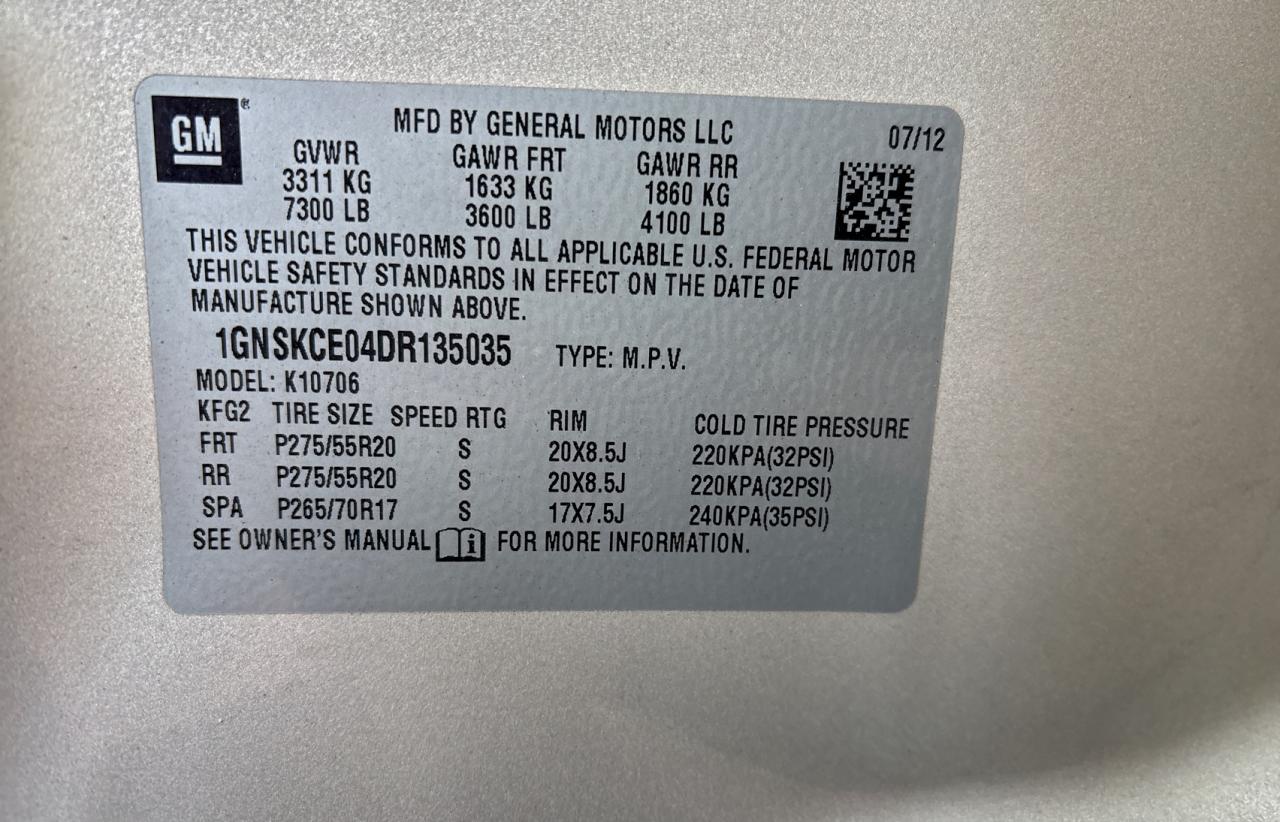 GM®
MFD BY GENERAL MOTORS LLC 07/12
GVWR GAWR FRT GAWR RR
3311 KG 1633 KG 1860 KG
7300 LB 3600 LB 4100 LB
THIS VEHICLE CONFORMS TO ALL APPLICABLE U.S. FEDERAL MOTOR
VEHICLE SAFETY STANDARDS IN EFFECT ON THE DATE OF
MANUFACTURE SHOWN ABOVE.
1GNSKCE04DR135035 TYPE: M.P.V.
MODEL: K10706
KFG2 TIRE SIZE SPEED RTG RIM COLD TIRE PRESSURE
FRT P275/55R20 S 20X8.5J 220KPA(32PSI)
RR P275/55R20 S 20X8.5J 220KPA(32PSI)
SPA P265/70R17 S 17X7.5J 240KPA(35PSI)
SEE OWNER'S MANUAL i FOR MORE INFORMATION.